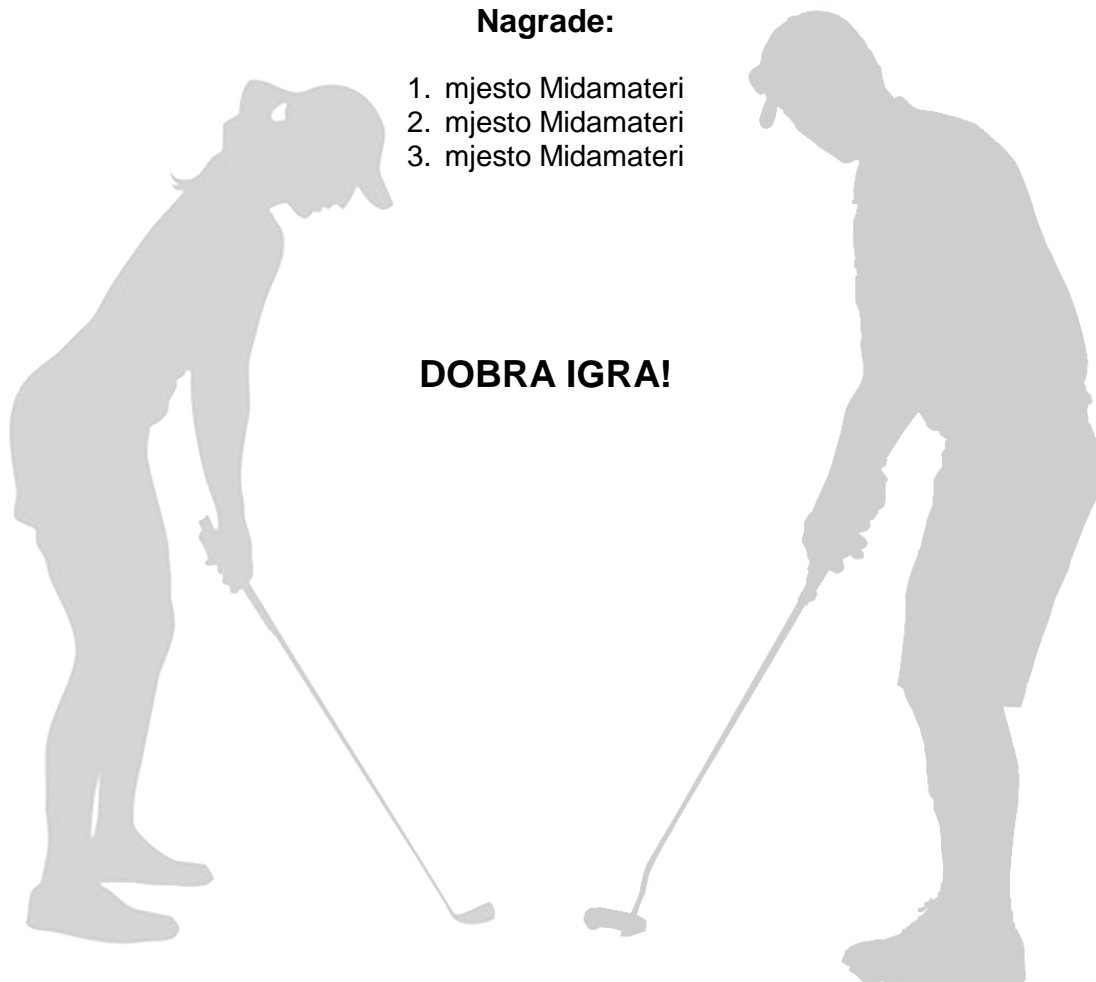 Nagrade:
1. mjesto Midamateri
2. mjesto Midamateri
3. mjesto Midamateri
DOBRA IGRA!